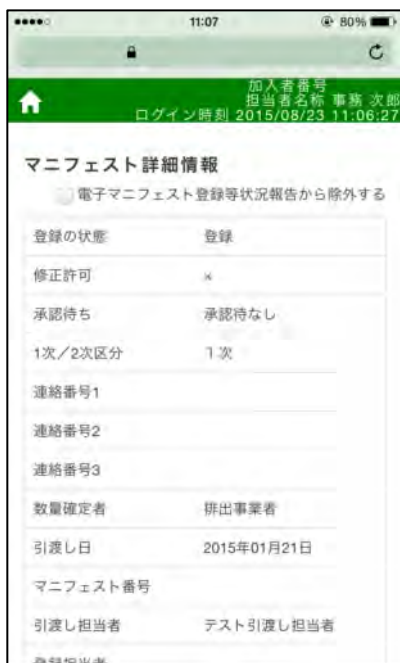 11:07 80%
加入者番号
担当者名称 事務 次郎
ログイン時刻 2015/08/23 11:06:27
マニフェスト詳細情報
電子マニフェスト登録等状況報告から除外する
登録の状態 登録
修正許可 ×
承認待ち 承認待なし
1次/2次区分 1次
連絡番号1
連絡番号2
連絡番号3
数量確定者 排出事業者
引渡し日 2015年01月21日
マニフェスト番号
引渡し担当者 テスト引渡し担当者
登録担当者